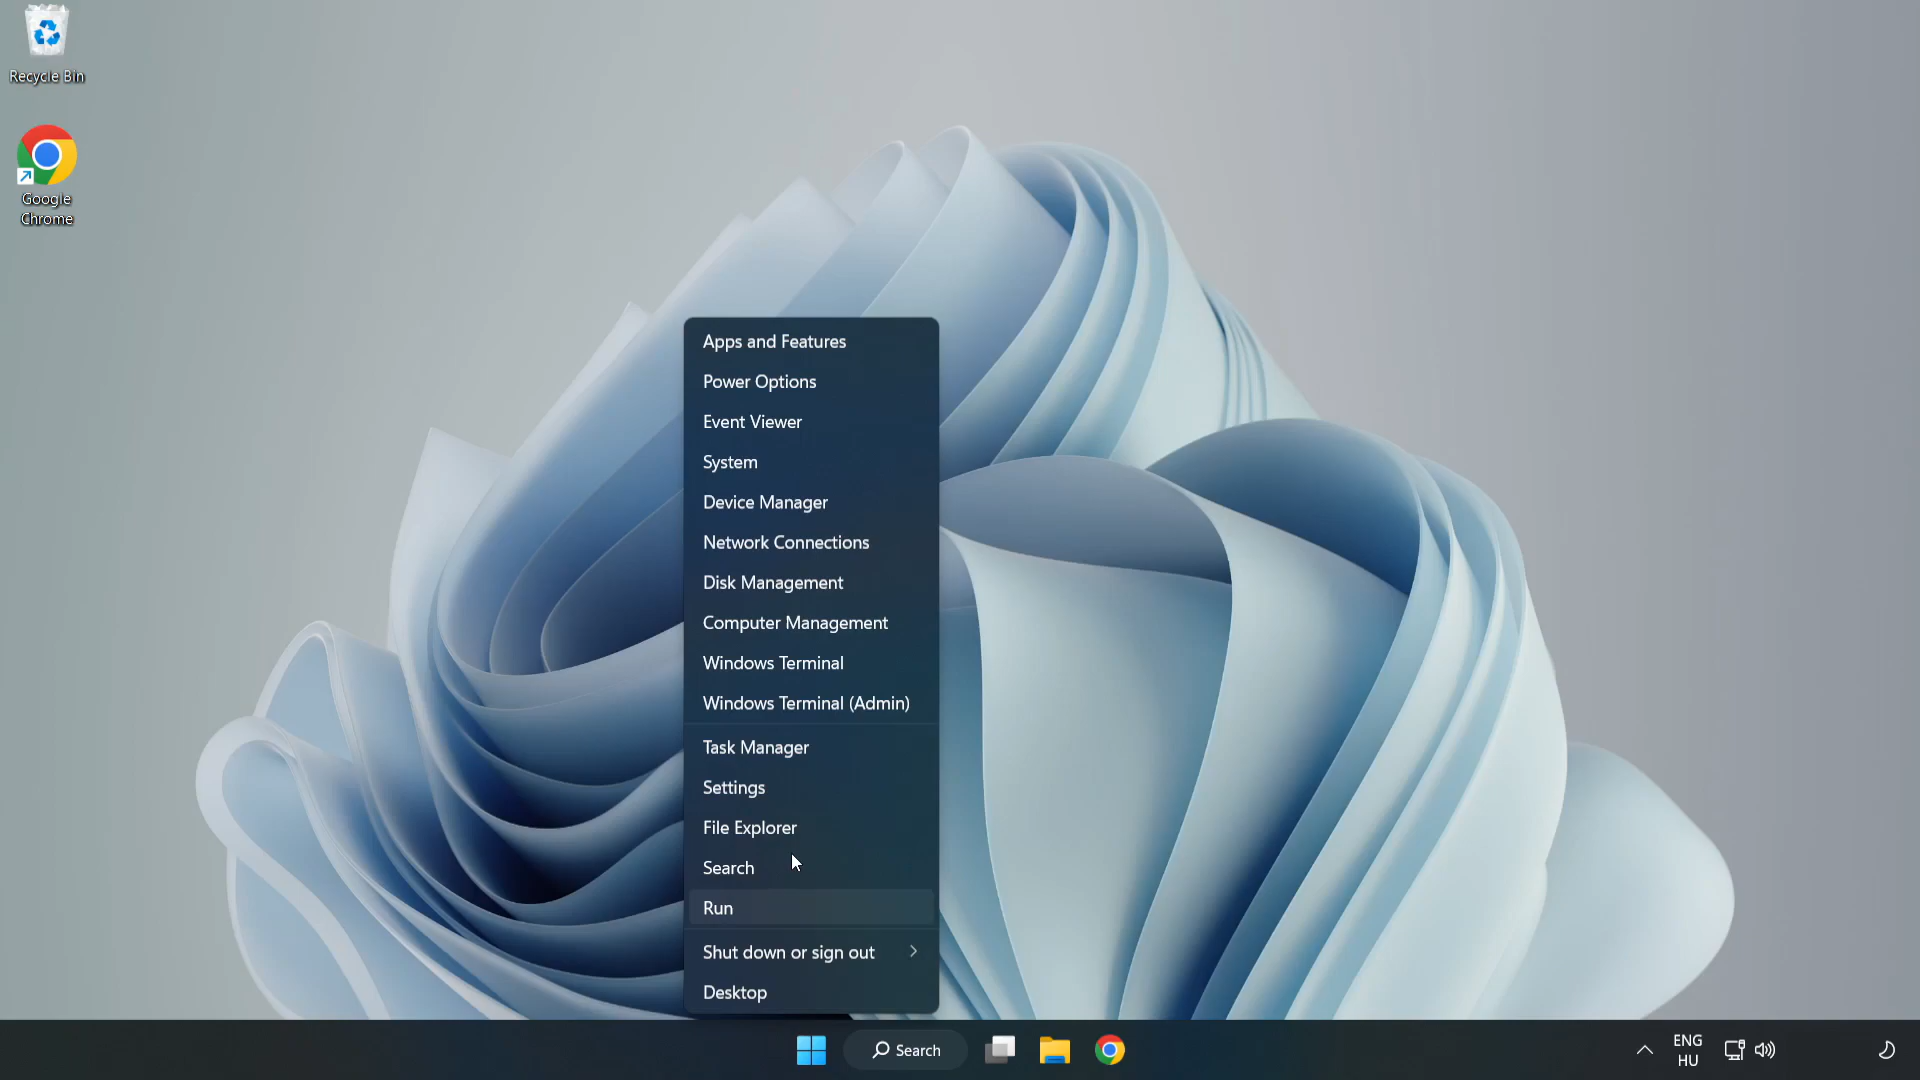 Recycle Bin
Google
Chrome
Apps and Features
Power Options
Event Viewer
System
Device Manager
Network Connections
Disk Management
Computer Management
Windows Terminal
Windows Terminal (Admin)
Task Manager
Settings
File Explorer
Search
Run
Shut down or sign out
Desktop
Search
ENG
HU